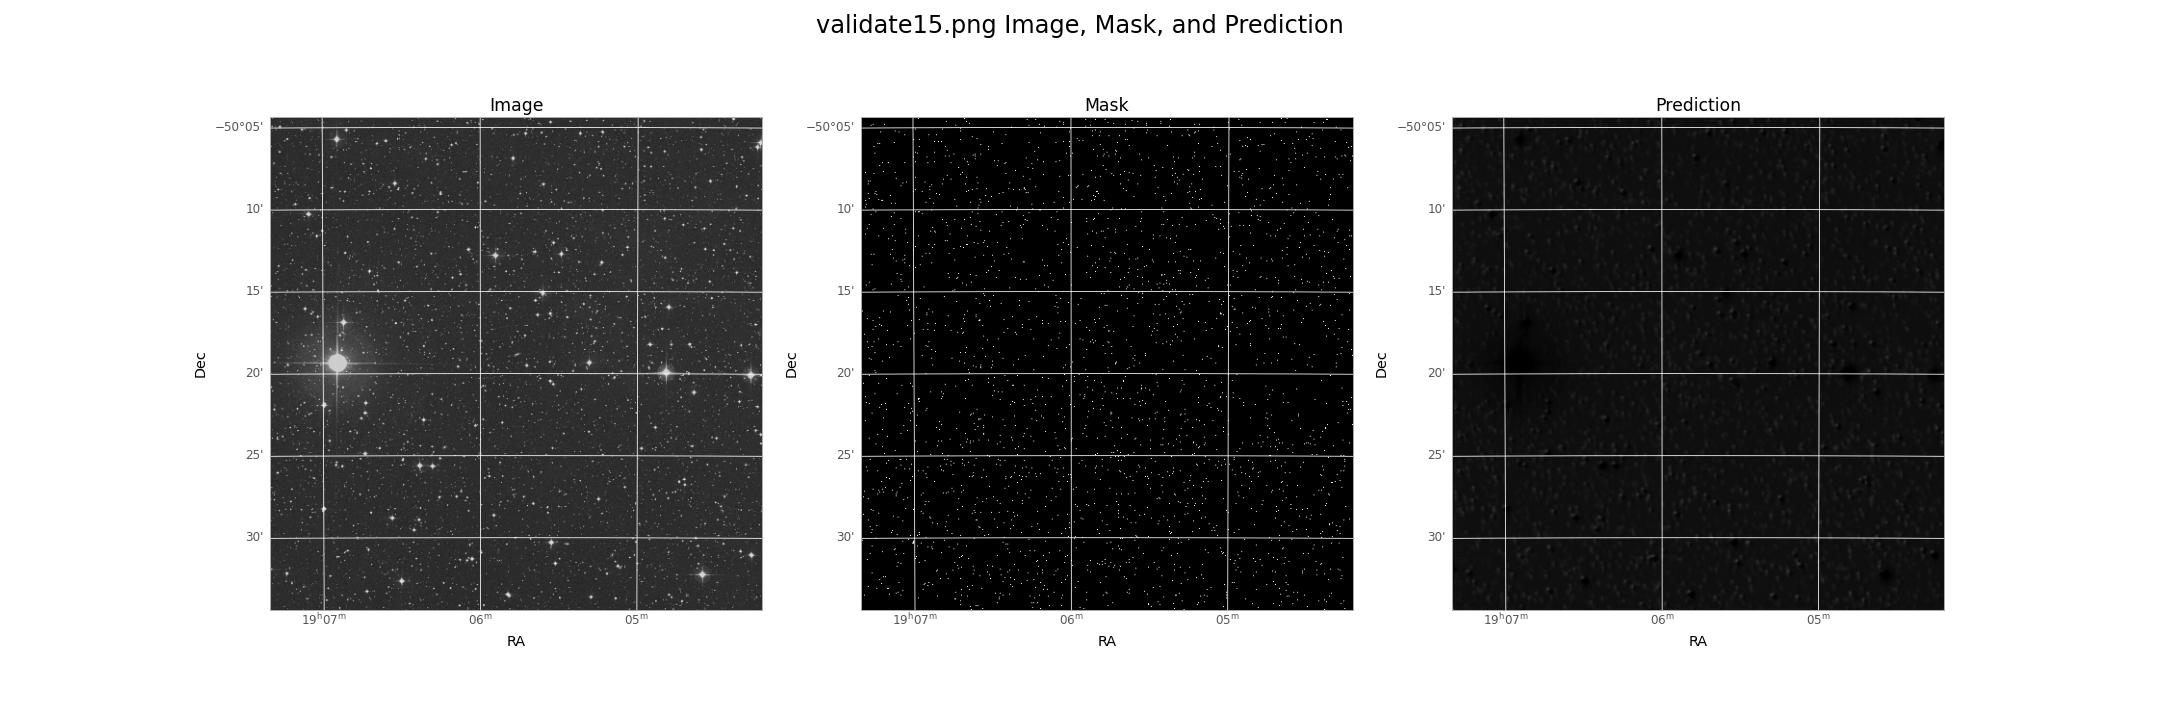 validate15.png Image, Mask, and Prediction
Image
−50°05'
10'
15'
20'
25'
30'
Dec
19ʰ07ᵐ
06ᵐ
05ᵐ
RA
Mask
−50°05'
10'
15'
20'
25'
30'
Dec
19ʰ07ᵐ
06ᵐ
05ᵐ
RA
Prediction
−50°05'
10'
15'
20'
25'
30'
Dec
19ʰ07ᵐ
06ᵐ
05ᵐ
RA